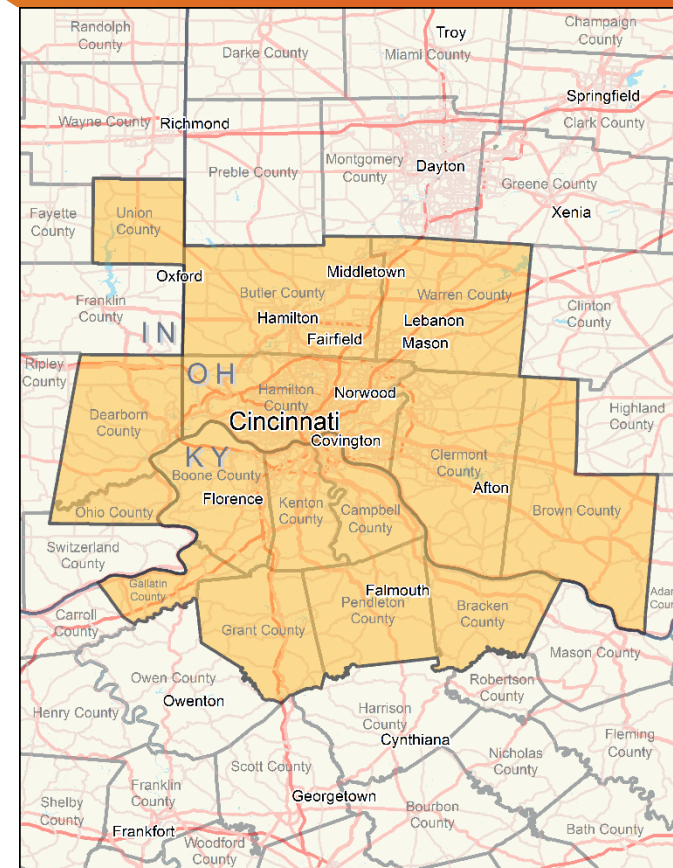 Randolph
County
Darke County
Troy
Miami County
Champaign
County
Springfield
Clark County
Wayne County
Richmond
Preble County
Montgomery
County
Dayton
Greene County
Xenia
Fayette
County
Union
County
Oxford
Middletown
Butler County
Warren County
Franklin
County
Hamilton
Lebanon
Fairfield
Mason
Clinton
County
IN
Ripley
County
OH
Hamilton
County
Norwood
Dearborn
County
Cincinnati
Covington
Highland
County
KY
Boone County
Clermont
County
Florence
Kenton
County
Campbell
County
Afton
Brown County
Ohio County
Switzerland
County
Gallatin
County
Falmouth
Pendleton
County
Bracken
County
Carroll
County
Grant County
Mason County
Owen County
Owenton
Robertson
County
Henry County
Harrison
County
Cynthiana
Nicholas
County
Fleming
County
Scott County
Franklin
County
Georgetown
Bourbon
County
Shelby
County
Frankfort
Woodford
County
Bath County